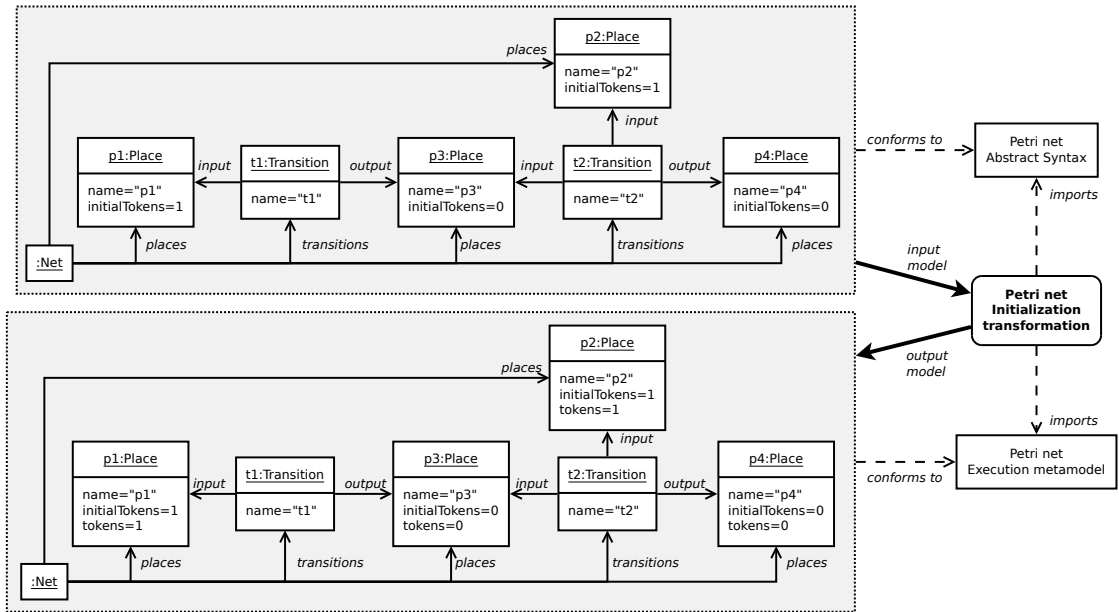 p2:Place
places
name="p2"
initialTokens=1
input
p1:Place
name="p1"
initialTokens=1
input
t1:Transition
name="t1"
output
p3:Place
name="p3"
initialTokens=0
input
t2:Transition
name="t2"
output
p4:Place
name="p4"
initialTokens=0
:Net
places
transitions
places
transitions
places
conforms to
Petri net
Abstract Syntax
imports
input
model
Petri net
Initialization
transformation
output
model
imports
Petri net
Execution metamodel
conforms to
p2:Place
places
name="p2"
initialTokens=1
tokens=1
input
p1:Place
name="p1"
initialTokens=1
tokens=1
input
t1:Transition
name="t1"
output
p3:Place
name="p3"
initialTokens=0
tokens=0
input
t2:Transition
name="t2"
output
p4:Place
name="p4"
initialTokens=0
tokens=0
:Net
places
transitions
places
transitions
places